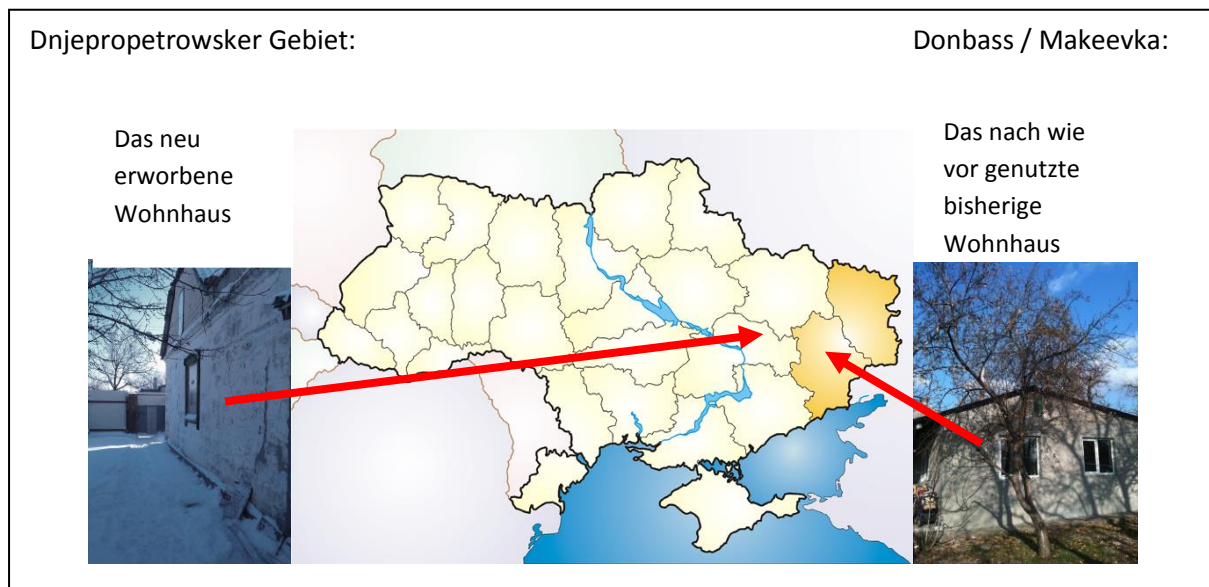 Dnjepropetrowsker Gebiet:
Donbass / Makeevka:
Das neu
erworbene
Wohnhaus
Das nach wie
vor genutzte
bisherige
Wohnhaus